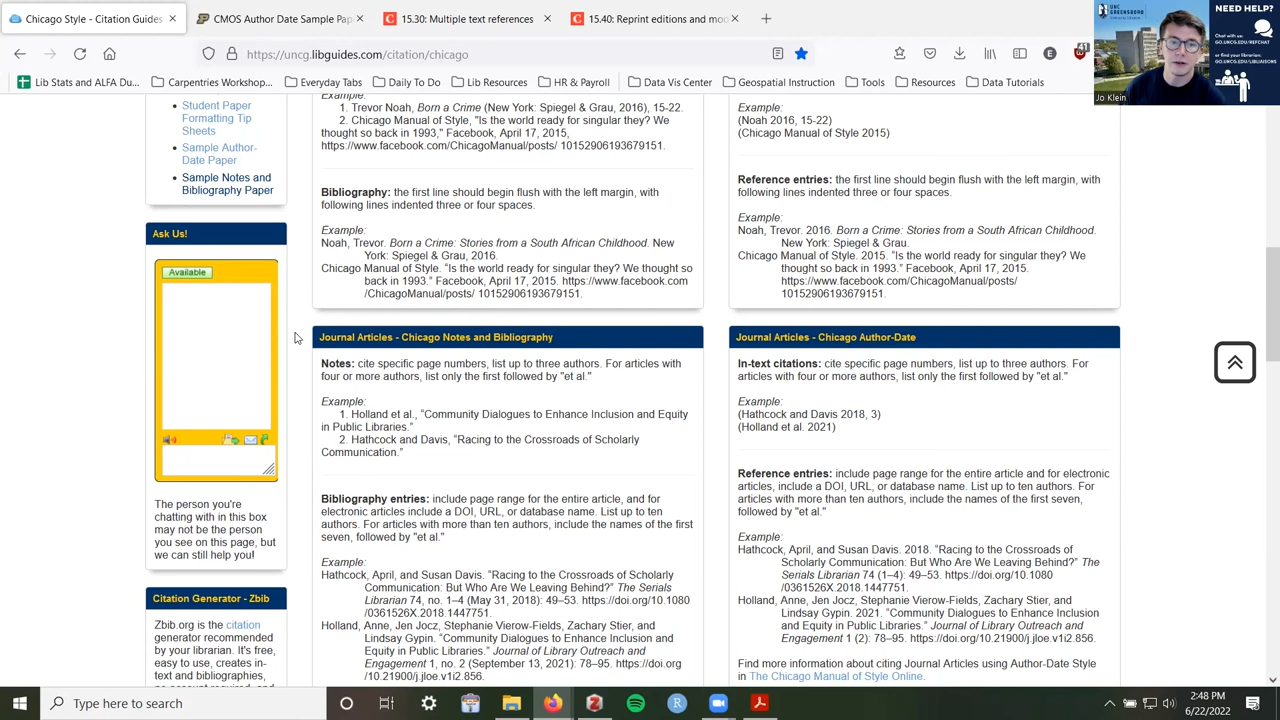 Chicago Style - Citation Guides
CMOS Author Date Sample Pa
15.29: Multiple text references
15.40: Reprint editions and mo
https://uncg.libguides.com/citation/
Lib Stats and ALFA Du...
Carpentries Workshop...
Everyday Tabs
Daily To Do
& Payroll
Data Vis Center
Geospatial Instruction
Tools
Resources
Data Tutorials
E
41
UNC
GREENSBORO
University Libraries
NEED HELP?
Chat with us:
GO.UNCG.EDU/REFCHAT
or find your librarian:
GO.UNCG.EDU/LIBLIAISONS
Jo Klein
Student Paper
Formatting Tip
Sheets
Sample Author-
Date Paper
Sample Notes and
Bibliography Paper
Ask Us!
Available
The person you're
chatting with in this box
may not be the person
you see on this page, but
we can still help you!
Citation Generator - Zbib
Zbib.org is the citation
generator recommended
by your librarian. It's free,
easy to use, creates in-
text and bibliographies,
Example:
1. Trevor Noah, Born a Crime (New York: Spiegel & Grau, 2016), 15-22.
2. Chicago Manual of Style, "Is the world ready for singular they? We
thought so back in 1993," Facebook, April 17, 2015,
https://www.facebook.com/ChicagoManual/posts/ 10152906193679151.
Bibliography: the first line should begin flush with the left margin, with
following lines indented three or four spaces.
Example:
Noah, Trevor. Born a Crime: Stories from a South African Childhood. New
York: Spiegel & Grau, 2016.
Chicago Manual of Style. “Is the world ready for singular they? We thought so
back in 1993.” Facebook, April 17, 2015. https://www.facebook.com
/ChicagoManual/posts/ 10152906193679151.
Journal Articles - Chicago Notes and Bibliography
Notes: cite specific page numbers, list up to three authors. For articles with
four or more authors, list only the first followed by "et al."
Example:
1. Holland et al., “Community Dialogues to Enhance Inclusion and Equity
in Public Libraries.”
2. Hathcock and Davis, “Racing to the Crossroads of Scholarly
Communication.”
Bibliography entries: include page range for the entire article, and for
electronic articles include a DOI, URL, or database name. List up to ten
authors. For articles with more than ten authors, include the names of the first
seven, followed by "et al."
Example:
Hathcock, April, and Susan Davis. “Racing to the Crossroads of Scholarly
Communication: But Who Are We Leaving Behind?” The Serials
Librarian 74, no. 1–4 (May 31, 2018): 49–53. https://doi.org/10.1080
/0361526X.2018.1447751.
Holland, Anne, Jen Jocz, Stephanie Vierow-Fields, Zachary Stier, and
Lindsay Gypin. “Community Dialogues to Enhance Inclusion and
Equity in Public Libraries.” Journal of Library Outreach and
Engagement 1, no. 2 (September 13, 2021): 78–95. https://doi.org
/10.21900/j.jloe.v1i2.856.
Example:
(Noah 2016, 15-22)
(Chicago Manual of Style 2015)
Reference entries: the first line should begin flush with the left margin, with
following lines indented three or four spaces.
Example:
Noah, Trevor. 2016. Born a Crime: Stories from a South African Childhood.
New York: Spiegel & Grau.
Chicago Manual of Style. 2015. “Is the world ready for singular they? We
thought so back in 1993.” Facebook, April 17, 2015.
https://www.facebook.com/ChicagoManual/posts/
10152906193679151.
Journal Articles - Chicago Author-Date
In-text citations: cite specific page numbers, list up to three authors. For
articles with four or more authors, list only the first followed by "et al."
Example:
(Hathcock and Davis 2018, 3)
(Holland et al. 2021)
Reference entries: include page range for the entire article and for electronic
articles, include a DOI, URL, or database name. List up to ten authors. For
articles with more than ten authors, include the names of the first seven,
followed by "et al."
Example:
Hathcock, April, and Susan Davis. 2018. “Racing to the Crossroads of
Scholarly Communication: But Who Are We Leaving Behind?” The
Serials Librarian 74 (1–4): 49–53. https://doi.org/10.1080
/0361526X.2018.1447751.
Holland, Anne, Jen Jocz, Stephanie Vierow-Fields, Zachary Stier, and
Lindsay Gypin. 2021. “Community Dialogues to Enhance Inclusion
and Equity in Public Libraries.” Journal of Library Outreach and
Engagement 1 (2): 78–95. https://doi.org/10.21900/j.jloe.v1i2.856.
Find more information about citing Journal Articles using Author-Date Style
in The Chicago Manual of Style Online.
Type here to search
R
2:48 PM
6/22/2022